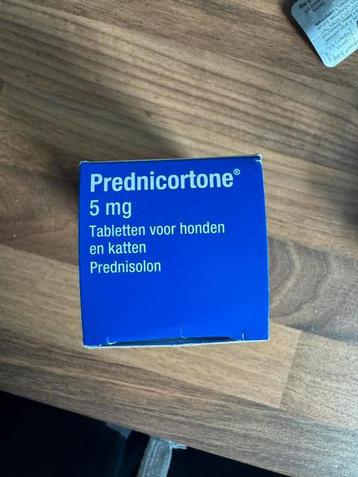 Prednicortone®
5 mg
Tabletten voor honden
en katten
Prednisolon